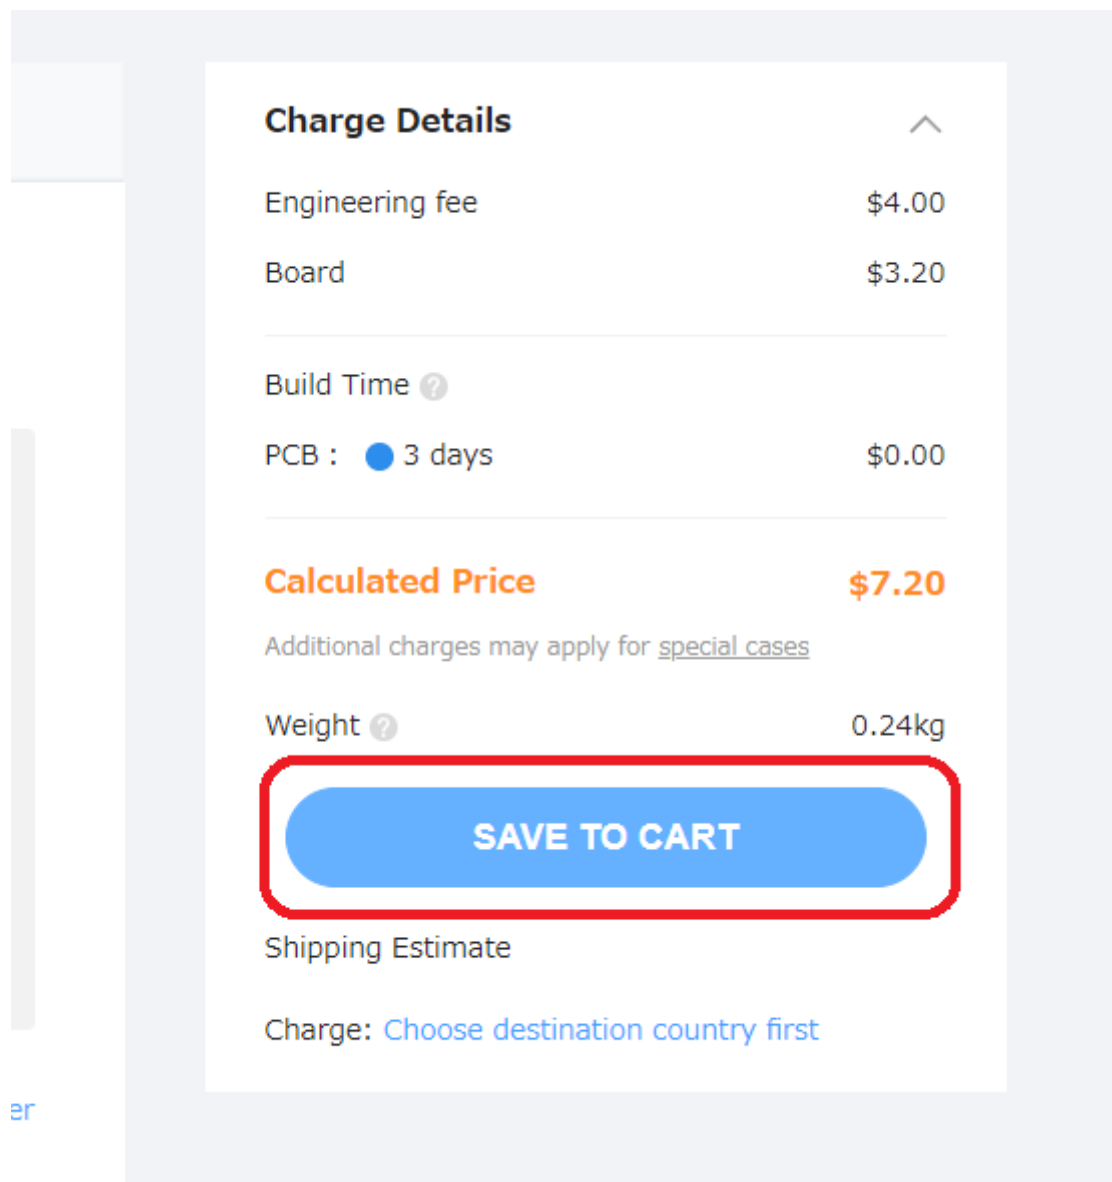 Charge Details
Engineering fee $4.00
Board $3.20
Build Time ?
PCB : 3 days $0.00
Calculated Price $7.20
Additional charges may apply for special cases
Weight ? 0.24kg
SAVE TO CART
Shipping Estimate
Charge: Choose destination country first
er